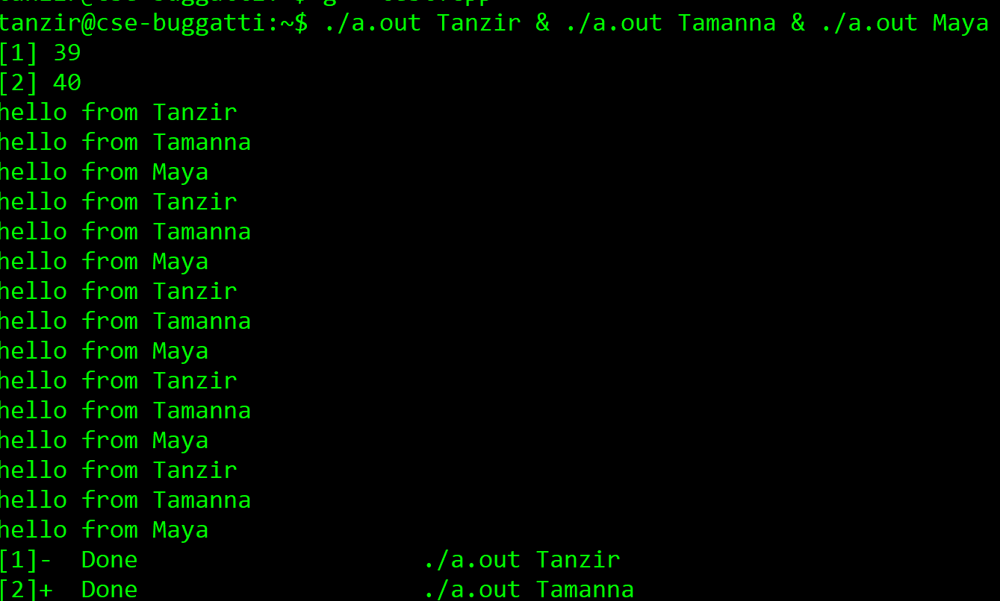 tanzir@cse-buggatti:~$ ./a.out Tanzir & ./a.out Tamanna & ./a.out Maya
[1] 39
[2] 40
hello from Tanzir
hello from Tamanna
hello from Maya
hello from Tanzir
hello from Tamanna
hello from Maya
hello from Tanzir
hello from Tamanna
hello from Maya
hello from Tanzir
hello from Tamanna
hello from Maya
hello from Tanzir
hello from Tamanna
hello from Maya
[1]-  Done                    ./a.out Tanzir
[2]+  Done                    ./a.out Tamanna